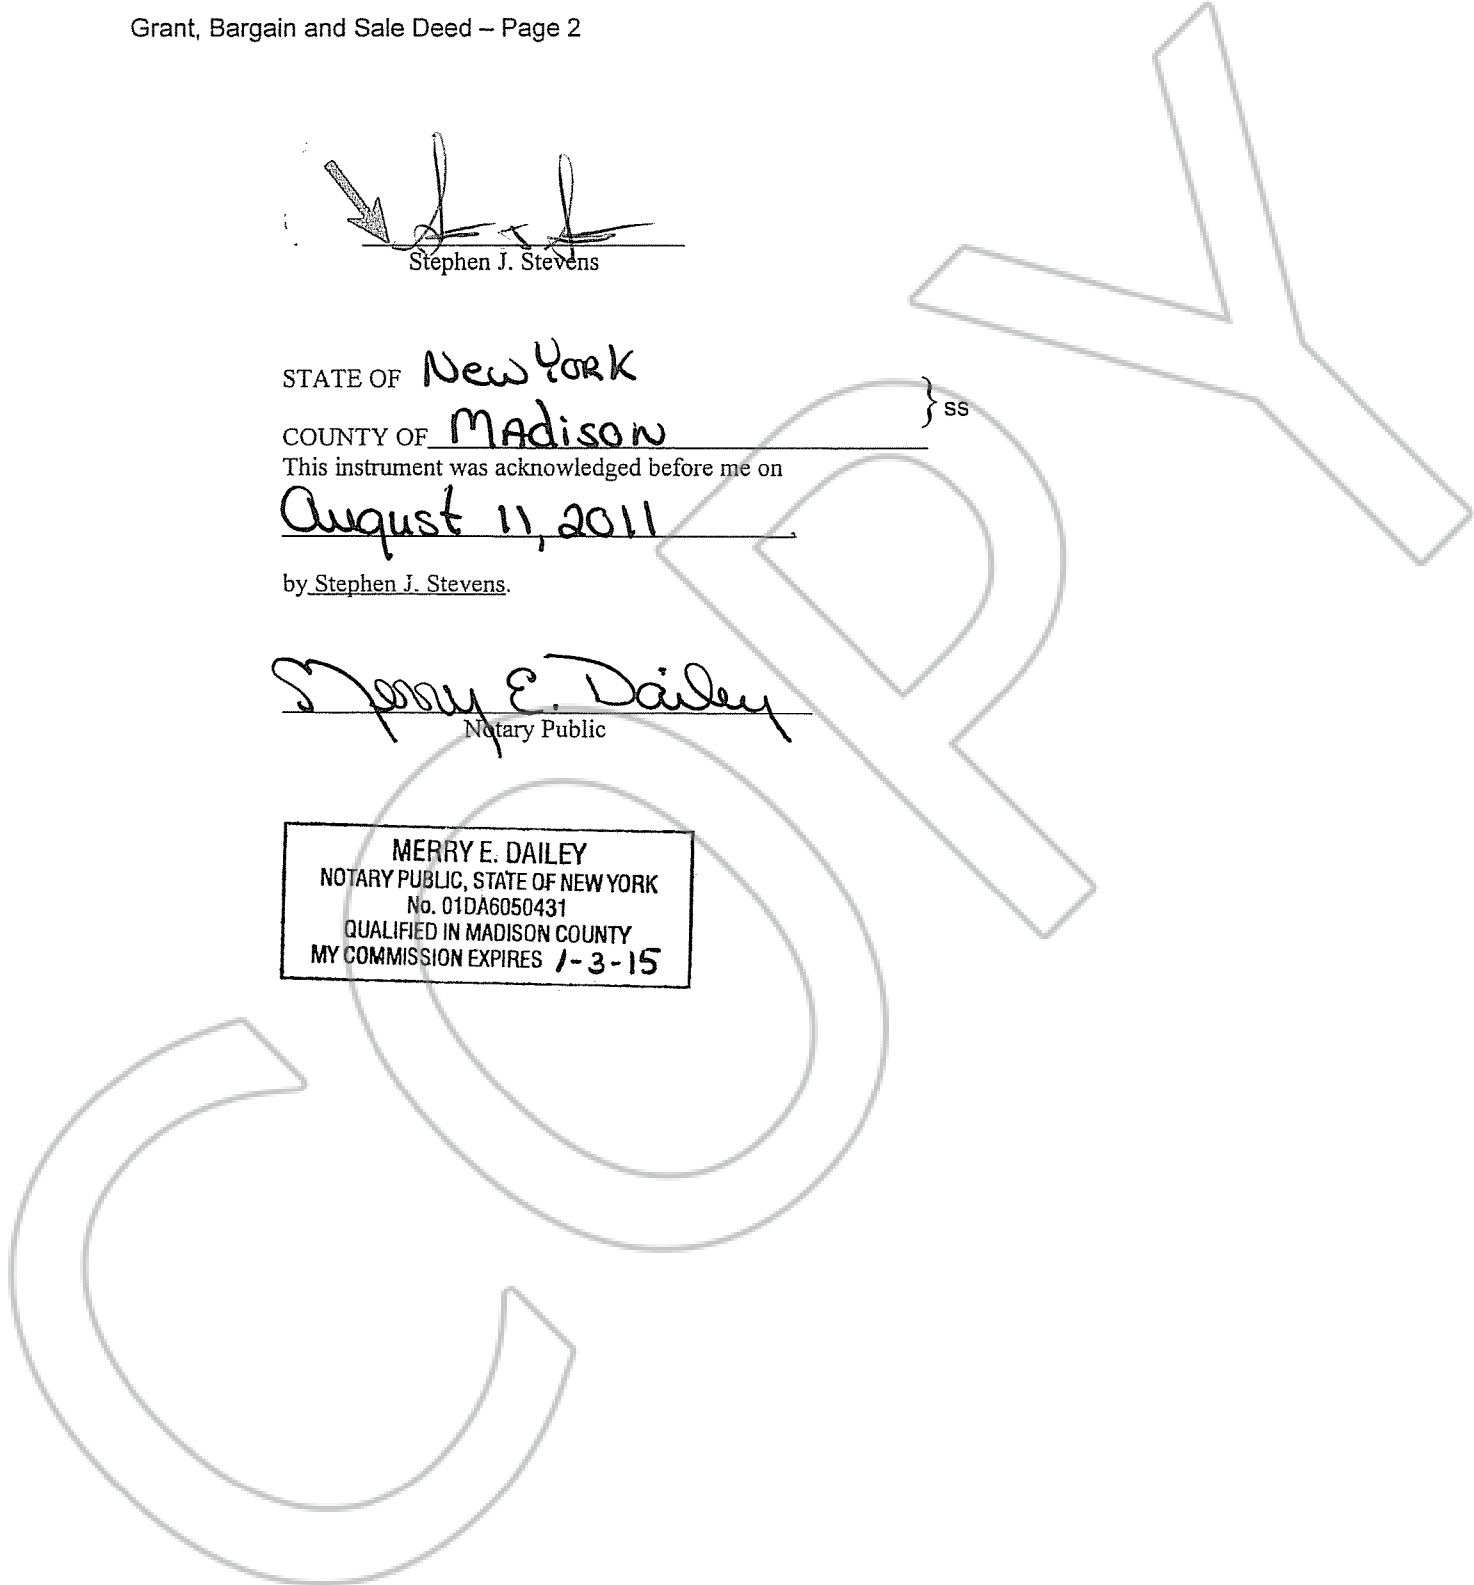 Grant, Bargain and Sale Deed – Page 2
Stephen J. Stevens
STATE OF New York
} ss
COUNTY OF Madison
This instrument was acknowledged before me on
August 11, 2011
by Stephen J. Stevens.
Merry E. Dailey
Notary Public
MERRY E. DAILEY
NOTARY PUBLIC, STATE OF NEW YORK
No. 01DA6050431
QUALIFIED IN MADISON COUNTY
MY COMMISSION EXPIRES 1-3-15
COPY